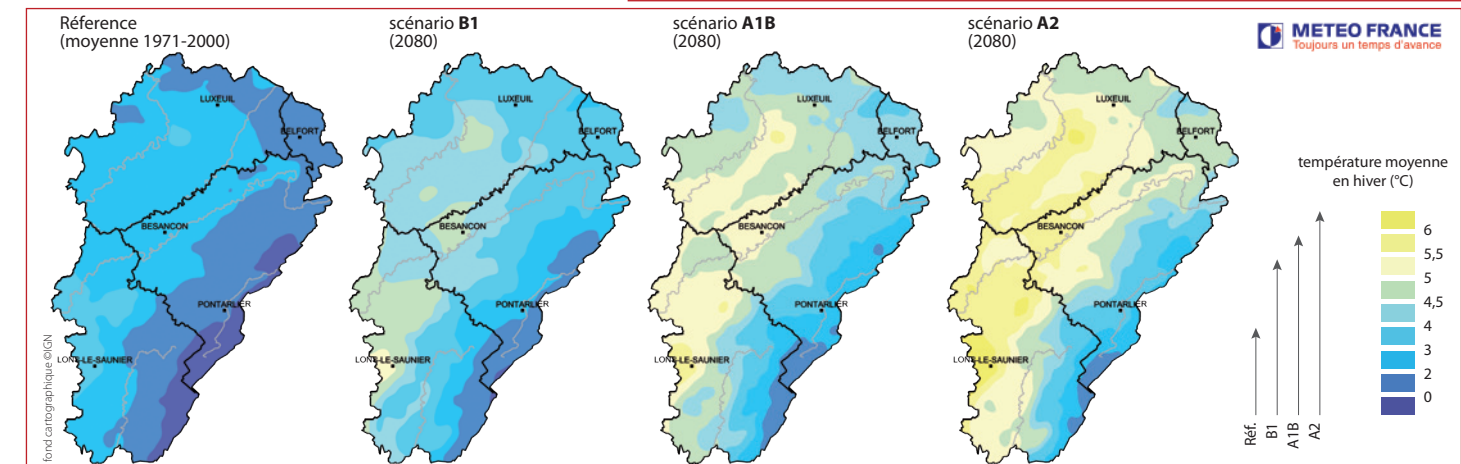 Réference
(moyenne 1971-2000)
scénario B1
(2080)
scénario A1B
(2080)
scénario A2
(2080)
METEO FRANCE
Toujours un temps d'avance
LUXEUIL
BELFORT
BESANCON
PONTARLIER
LONS-LE-SAUNIER
LUXEUIL
BELFORT
BESANCON
PONTARLIER
LONS-LE-SAUNIER
LUXEUIL
BELFORT
BESANCON
PONTARLIER
LONS-LE-SAUNIER
LUXEUIL
BELFORT
BESANCON
PONTARLIER
LONS-LE-SAUNIER
température moyenne
en hiver (°C)
6
5,5
5
4,5
4
3
2
0
Réf.
B1
A1B
A2
fond cartographique ©IGN